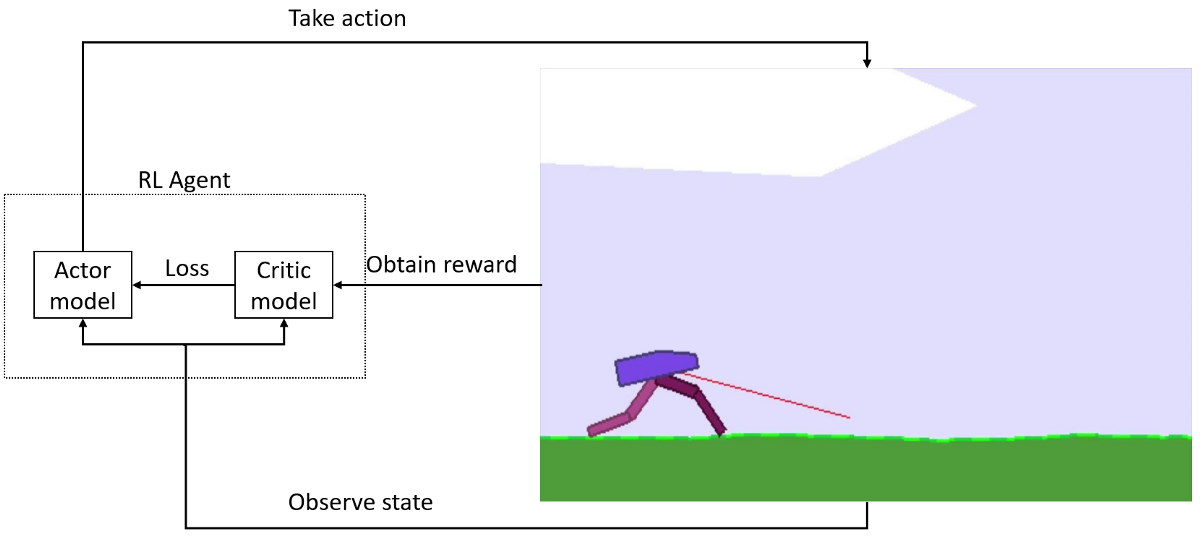 Take action
RL Agent
Actor
model
Loss
Critic
model
Obtain reward
Observe state